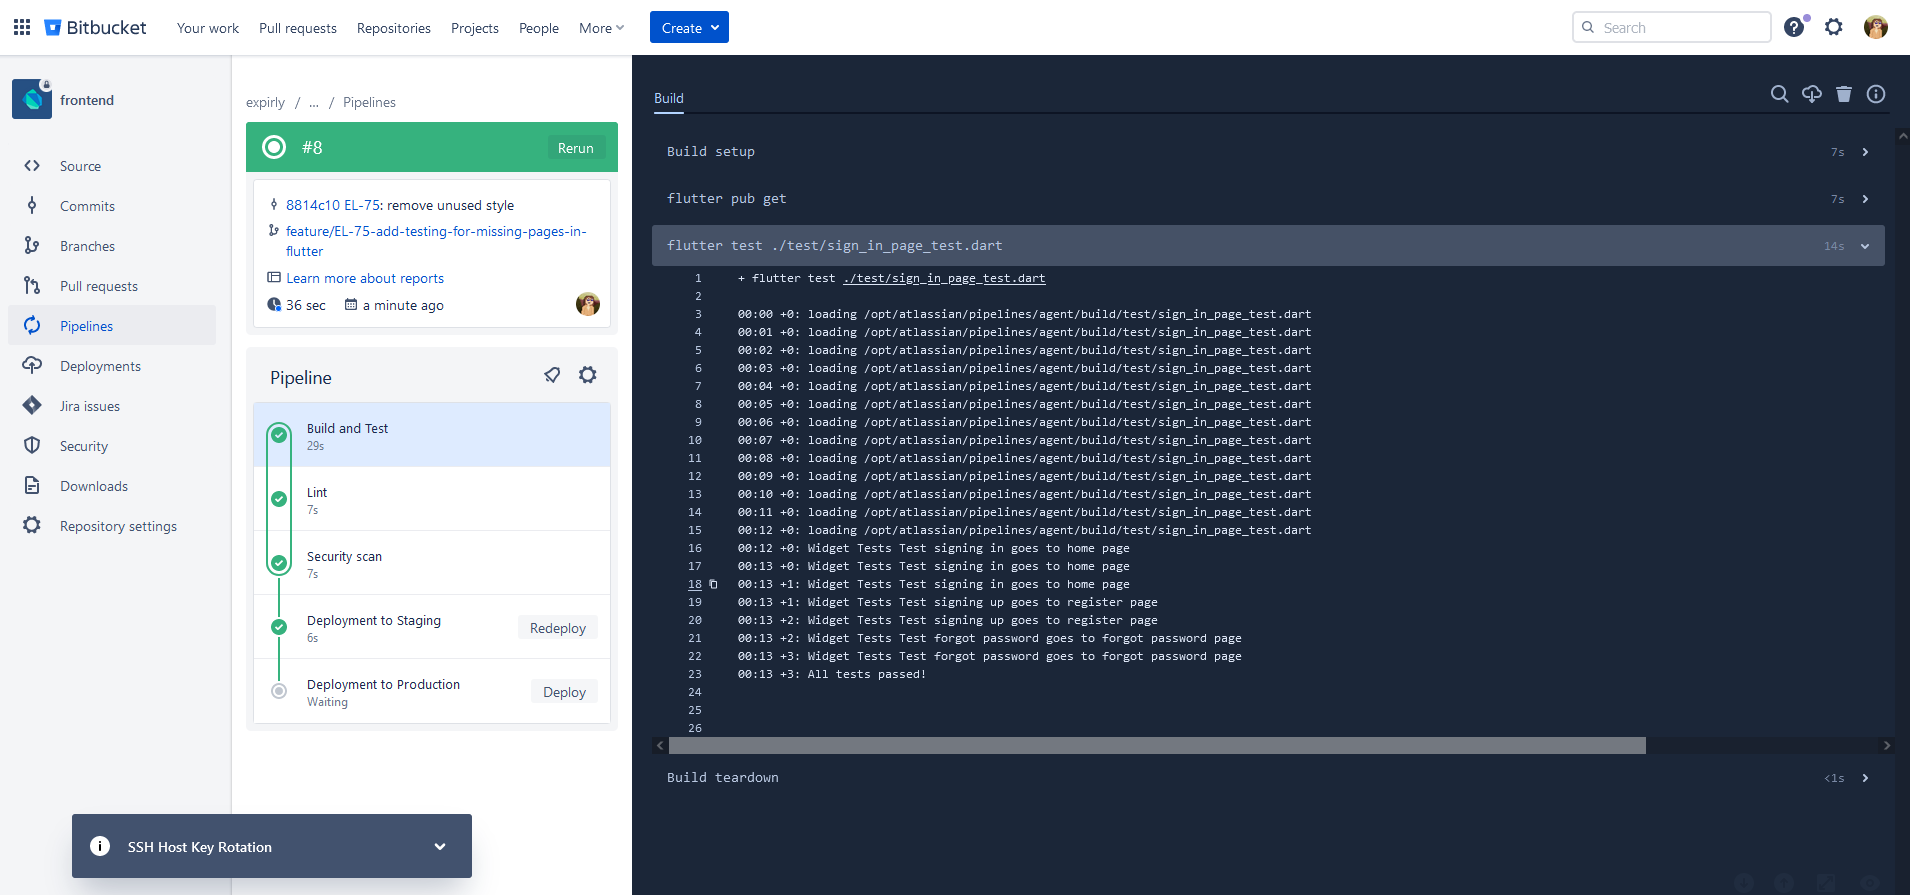 Bitbucket
Your work
Pull requests
Repositories
Projects
People
More
Create
Search
frontend
Source
Commits
Branches
Pull requests
Pipelines
Deployments
Jira issues
Security
Downloads
Repository settings
expirly / ... / Pipelines
#8
Rerun
8814c10 EL-75: remove unused style
feature/EL-75-add-testing-for-missing-pages-in-
flutter
Learn more about reports
36 sec
a minute ago
Pipeline
Build and Test
29s
Lint
7s
Security scan
7s
Deployment to Staging
6s
Redeploy
Deployment to Production
Waiting
Deploy
SSH Host Key Rotation
Build
Build setup
7s
flutter pub get
7s
flutter test ./test/sign_in_page_test.dart
14s
1 + flutter test ./test/sign_in_page_test.dart
2
3 00:00 +0: loading /opt/atlassian/pipelines/agent/build/test/sign_in_page_test.dart
4 00:01 +0: loading /opt/atlassian/pipelines/agent/build/test/sign_in_page_test.dart
5 00:02 +0: loading /opt/atlassian/pipelines/agent/build/test/sign_in_page_test.dart
6 00:03 +0: loading /opt/atlassian/pipelines/agent/build/test/sign_in_page_test.dart
7 00:04 +0: loading /opt/atlassian/pipelines/agent/build/test/sign_in_page_test.dart
8 00:05 +0: loading /opt/atlassian/pipelines/agent/build/test/sign_in_page_test.dart
9 00:06 +0: loading /opt/atlassian/pipelines/agent/build/test/sign_in_page_test.dart
10 00:07 +0: loading /opt/atlassian/pipelines/agent/build/test/sign_in_page_test.dart
11 00:08 +0: loading /opt/atlassian/pipelines/agent/build/test/sign_in_page_test.dart
12 00:09 +0: loading /opt/atlassian/pipelines/agent/build/test/sign_in_page_test.dart
13 00:10 +0: loading /opt/atlassian/pipelines/agent/build/test/sign_in_page_test.dart
14 00:11 +0: loading /opt/atlassian/pipelines/agent/build/test/sign_in_page_test.dart
15 00:12 +0: loading /opt/atlassian/pipelines/agent/build/test/sign_in_page_test.dart
16 00:12 +0: Widget Tests Test signing in goes to home page
17 00:13 +0: Widget Tests Test signing in goes to home page
18 00:13 +1: Widget Tests Test signing in goes to home page
19 00:13 +1: Widget Tests Test signing up goes to register page
20 00:13 +2: Widget Tests Test signing up goes to register page
21 00:13 +2: Widget Tests Test forgot password goes to forgot password page
22 00:13 +3: Widget Tests Test forgot password goes to forgot password page
23 00:13 +3: All tests passed!
24
25
26
Build teardown
<1s